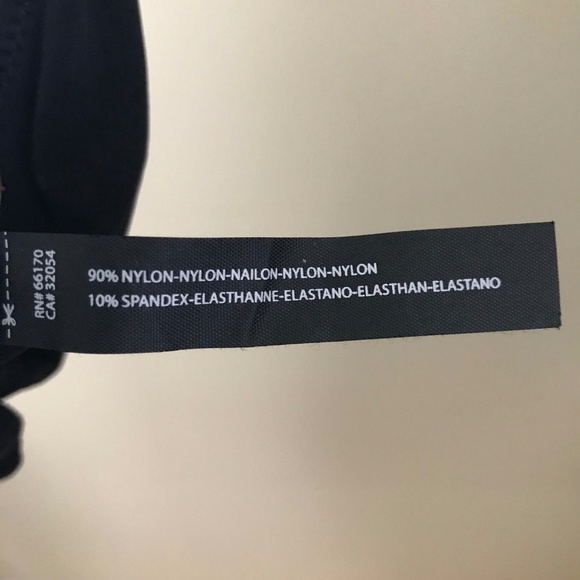 RN# 66170
CA# 32054
90% NYLON-NYLON-NAILON-NYLON-NYLON
10% SPANDEX-ELASTHANNE-ELASTANO-ELASTHAN-ELASTANO